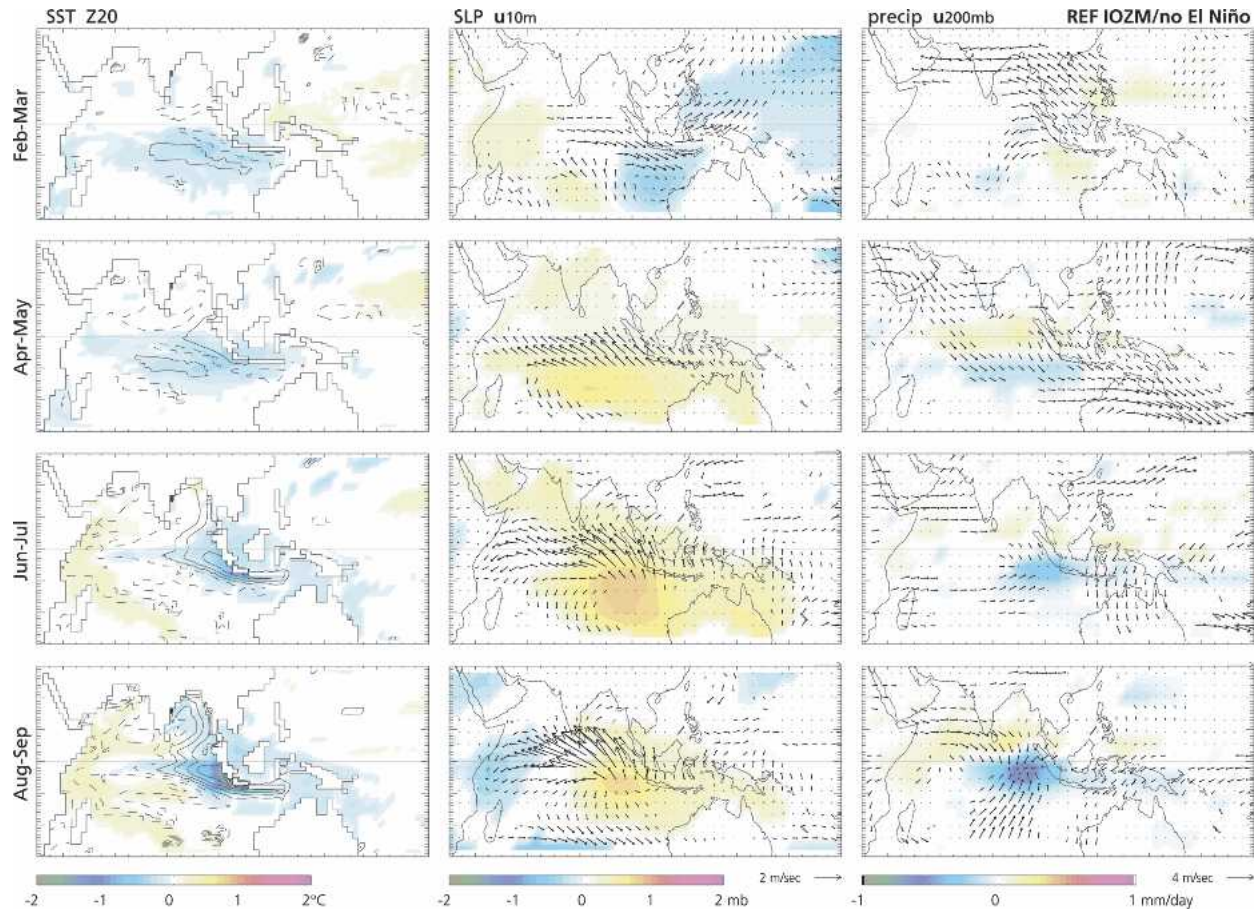 SST Z20
SLP u10m
precip u200mb
REF IOZM/no El Niño
Feb-Mar
Apr-May
Jun-Jul
Aug-Sep
-2 -1 0 1 2°C
-2 -1 0 1 2 mb
2 m/sec
-1 0 1 mm/day
4 m/sec